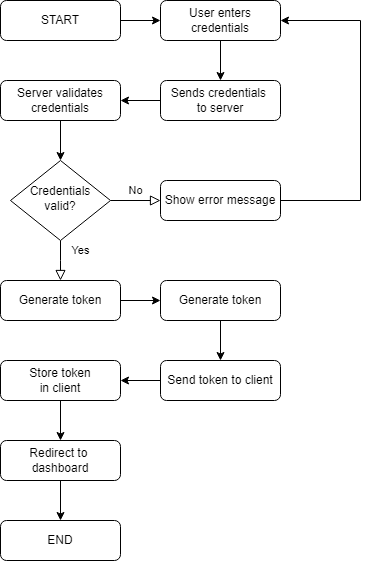 START
User enters
credentials
Sends credentials
to server
Server validates
credentials
Credentials
valid?
No
Show error message
Yes
Generate token
Generate token
Send token to client
Store token
in client
Redirect to
dashboard
END